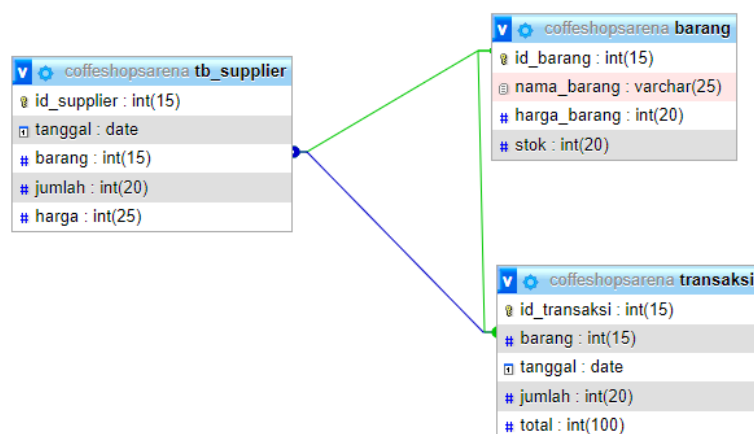 coffeshopsarena tb_supplier
id_supplier : int(15)
tanggal : date
barang : int(15)
jumlah : int(20)
harga : int(25)
coffeshopsarena barang
id_barang : int(15)
nama_barang : varchar(25)
harga_barang : int(20)
stok : int(20)
coffeshopsarena transaksi
id_transaksi : int(15)
barang : int(15)
tanggal : date
jumlah : int(20)
total : int(100)